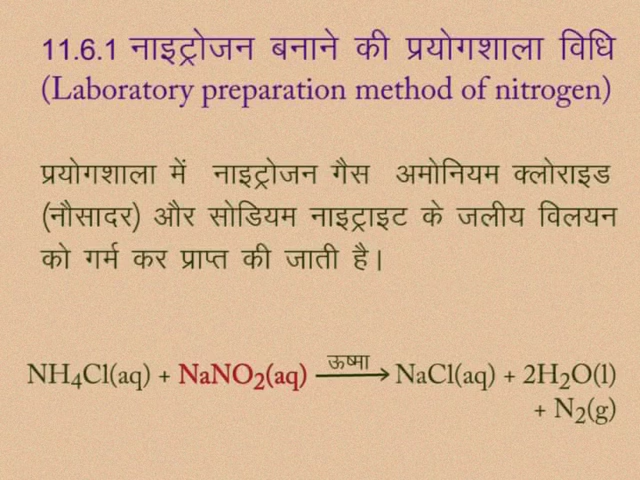 11.6.1 नाइट्रोजन बनाने की प्रयोगशाला विधि
(Laboratory preparation method of nitrogen)
प्रयोगशाला में नाइट्रोजन गैस अमोनियम क्लोराइड
(नौसादर) और सोडियम नाइट्राइट के जलीय विलयन
को गर्म कर प्राप्त की जाती है।
ऊष्मा
NH₄Cl(aq) + NaNO₂(aq) ⟶ NaCl(aq) + 2H₂O(l)
+ N₂(g)